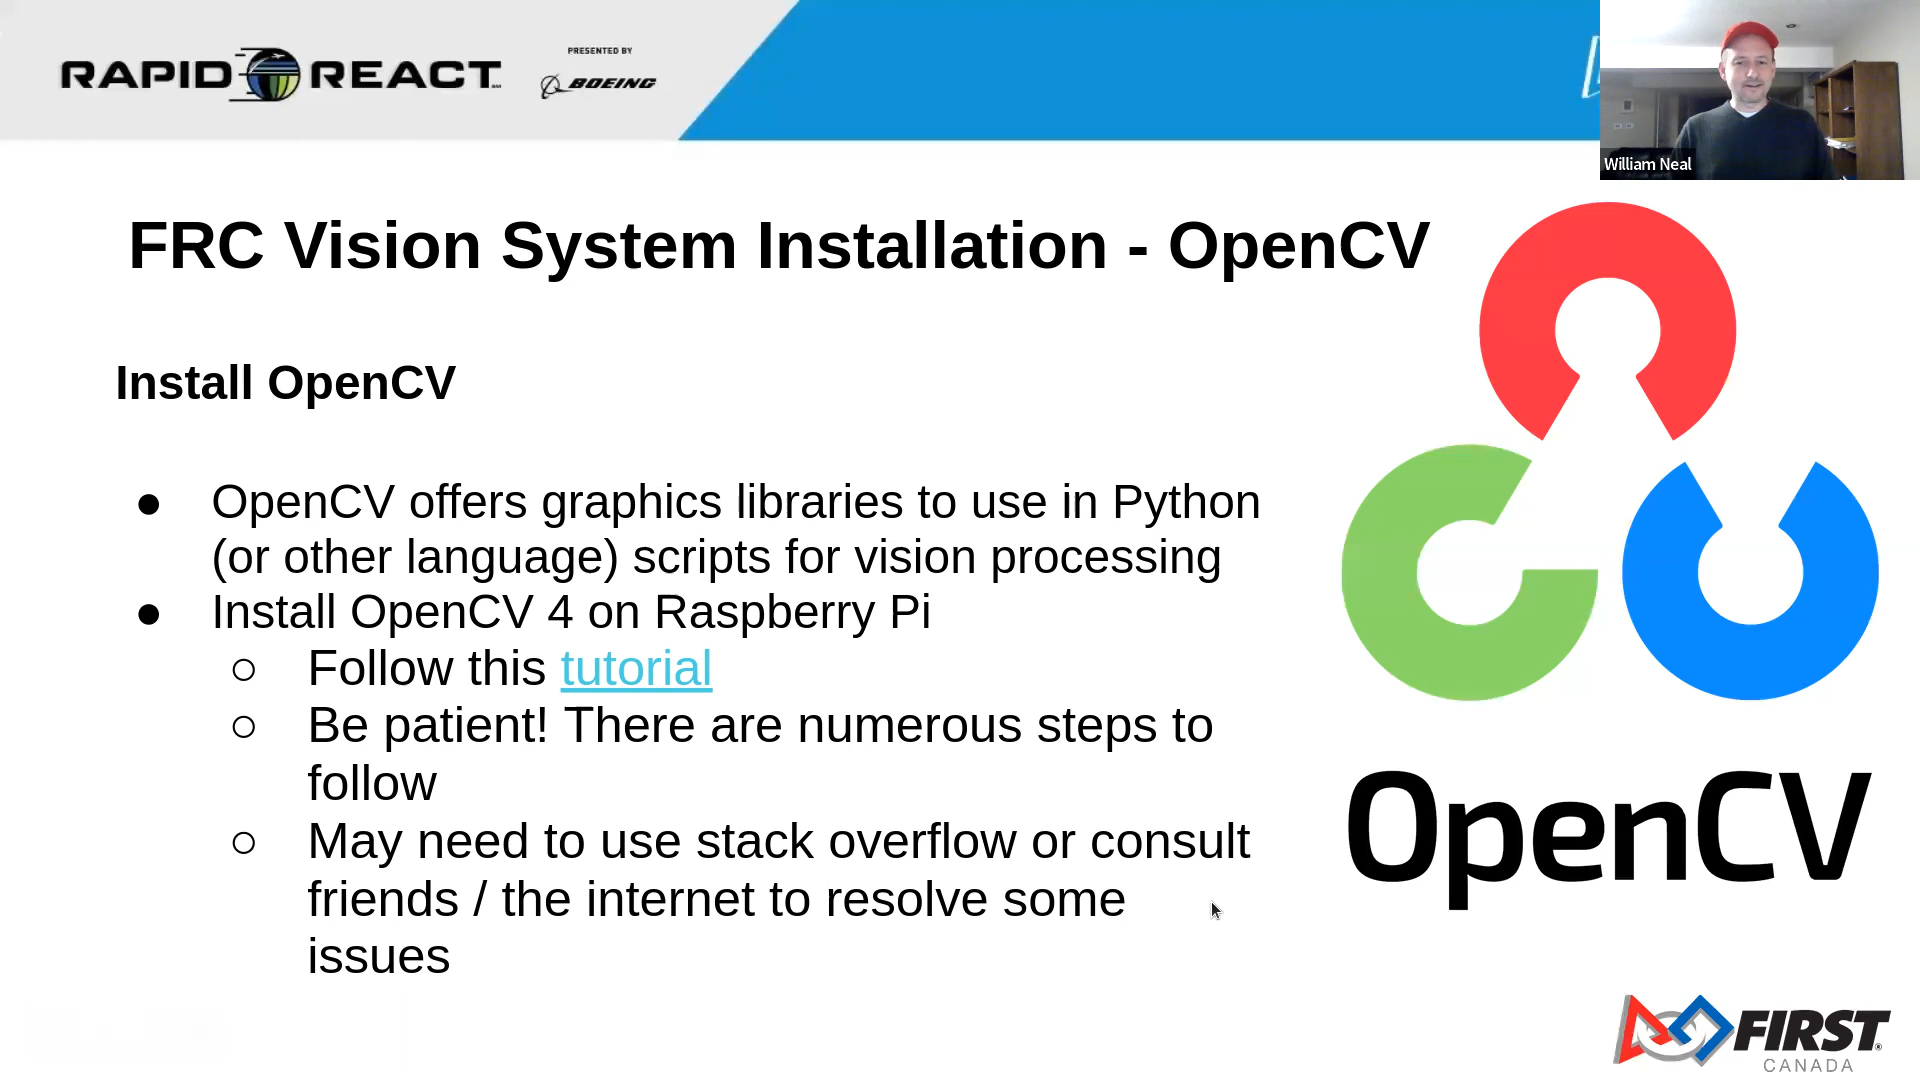 RAPID REACT
PRESENTED BY
BOEING
William Neal
FRC Vision System Installation - OpenCV
Install OpenCV
● OpenCV offers graphics libraries to use in Python
(or other language) scripts for vision processing
● Install OpenCV 4 on Raspberry Pi
○ Follow this tutorial
○ Be patient! There are numerous steps to
follow
○ May need to use stack overflow or consult
friends / the internet to resolve some
issues
OpenCV
FIRST®
CANADA